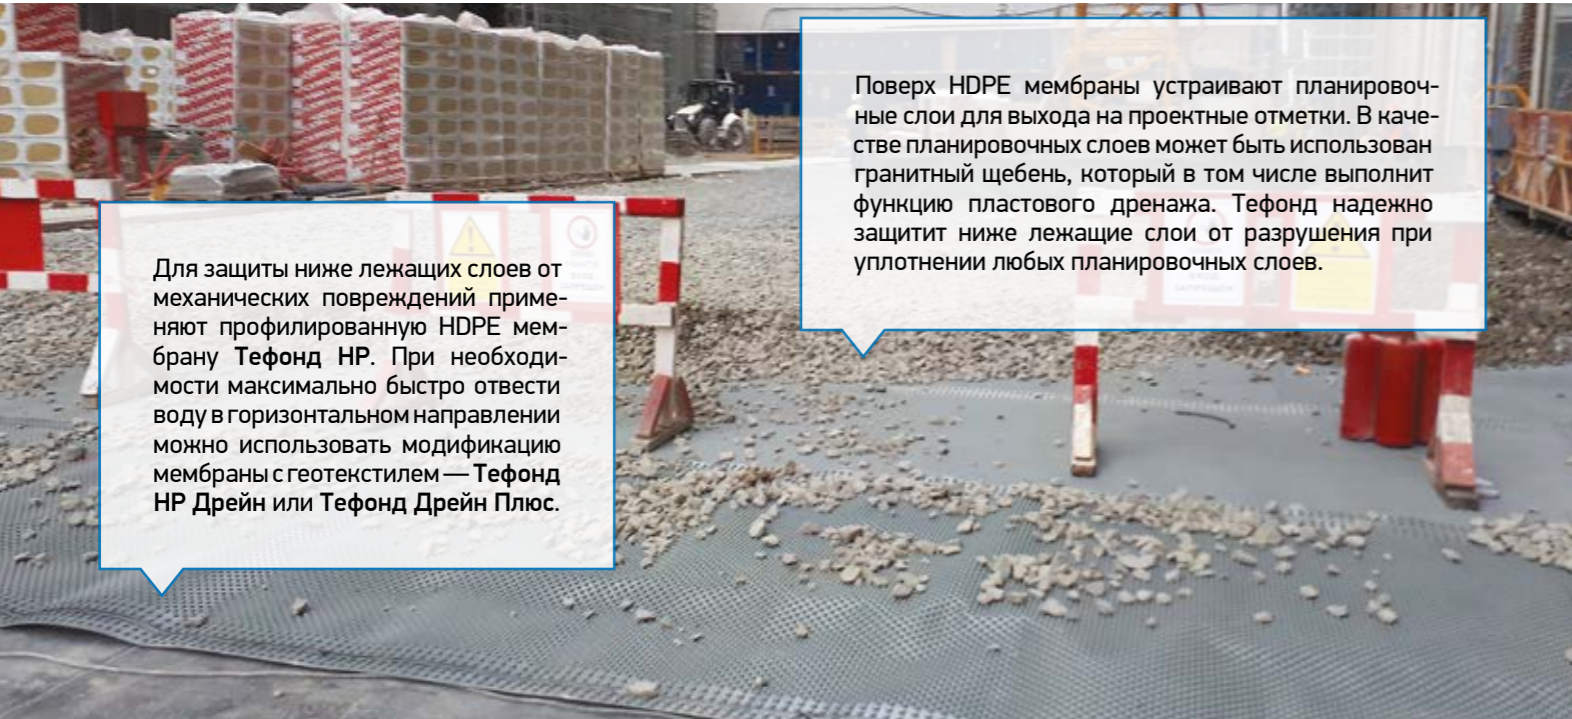 Для защиты ниже лежащих слоев от
механических повреждений приме-
няют профилированную HDPE мем-
брану Тефонд НР. При необходи-
мости максимально быстро отвести
воду в горизонтальном направлении
можно использовать модификацию
мембраны с геотекстилем — Тефонд
НР Дрейн или Тефонд Дрейн Плюс.
Поверх HDPE мембраны устраивают планировоч-
ные слои для выхода на проектные отметки. В каче-
стве планировочных слоев может быть использован
гранитный щебень, который в том числе выполнит
функцию пластового дренажа. Тефонд надежно
защитит ниже лежащие слои от разрушения при
уплотнении любых планировочных слоев.